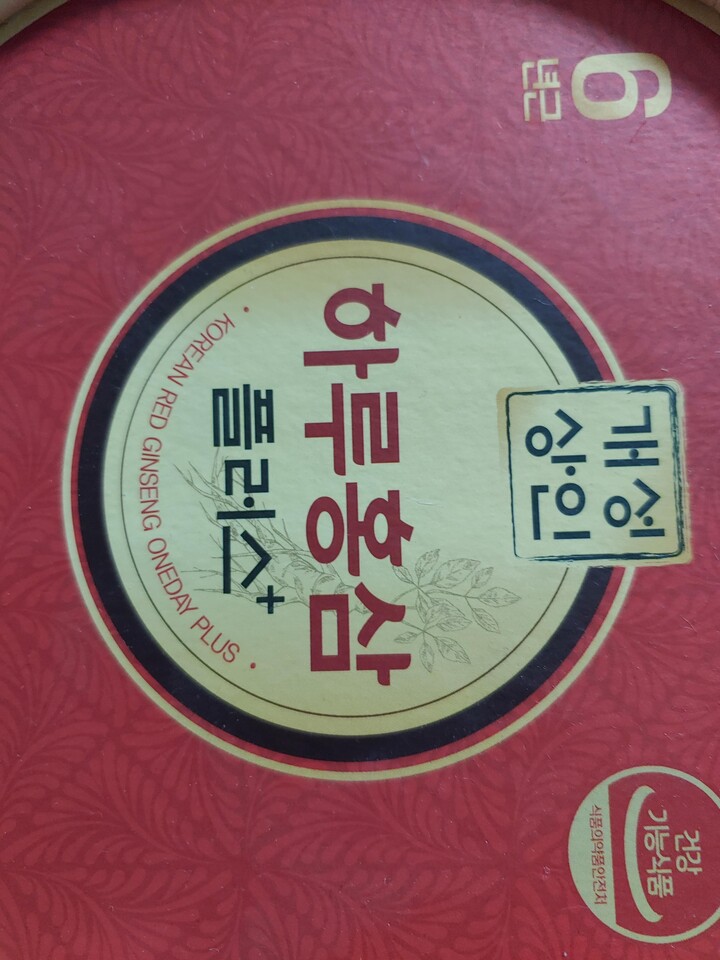 6
년근
개성
상인
하루홍삼
플러스+
• KOREAN RED GINSENG ONEDAY PLUS •
건강
기능식품
식품의약품안전처